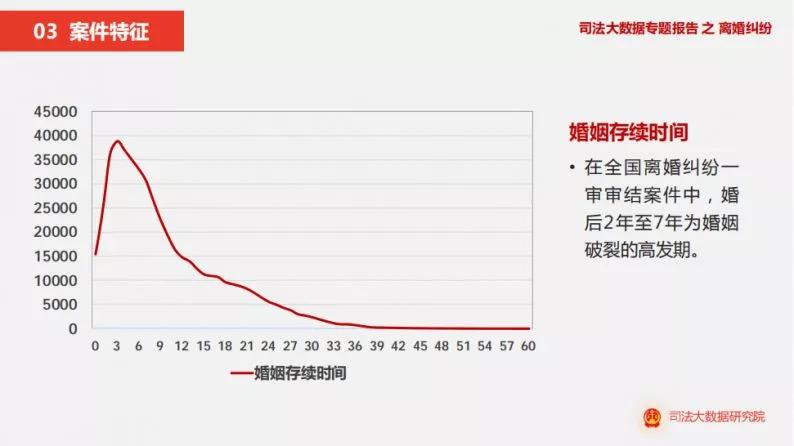 03 案件特征
司法大数据专题报告 之 离婚纠纷
45000
40000
35000
30000
25000
20000
15000
10000
5000
0
0 3 6 9 12 15 18 21 24 27 30 33 36 39 42 45 48 51 54 57 60
婚姻存续时间
婚姻存续时间
• 在全国离婚纠纷一
审审结案件中，婚
后2年至7年为婚姻
破裂的高发期。
司法大数据研究院